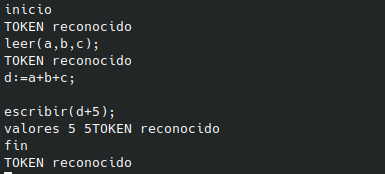 inicio
TOKEN reconocido
leer(a,b,c);
TOKEN reconocido
d:=a+b+c;
escribir(d+5);
valores 5 5TOKEN reconocido
fin
TOKEN reconocido